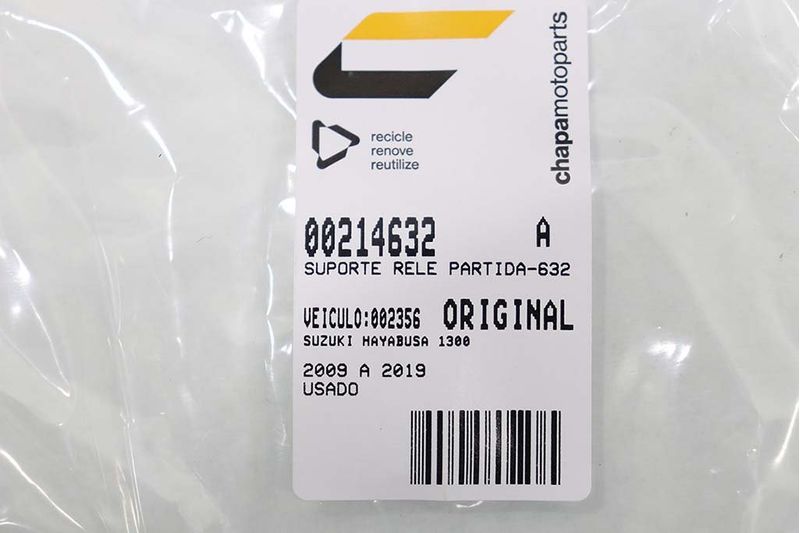 chapamotoparts
recicle
renove
reutilize
00214632 A
SUPORTE RELE PARTIDA-632
VEICULO:002356 ORIGINAL
SUZUKI HAYABUSA 1300
2009 A 2019
USADO